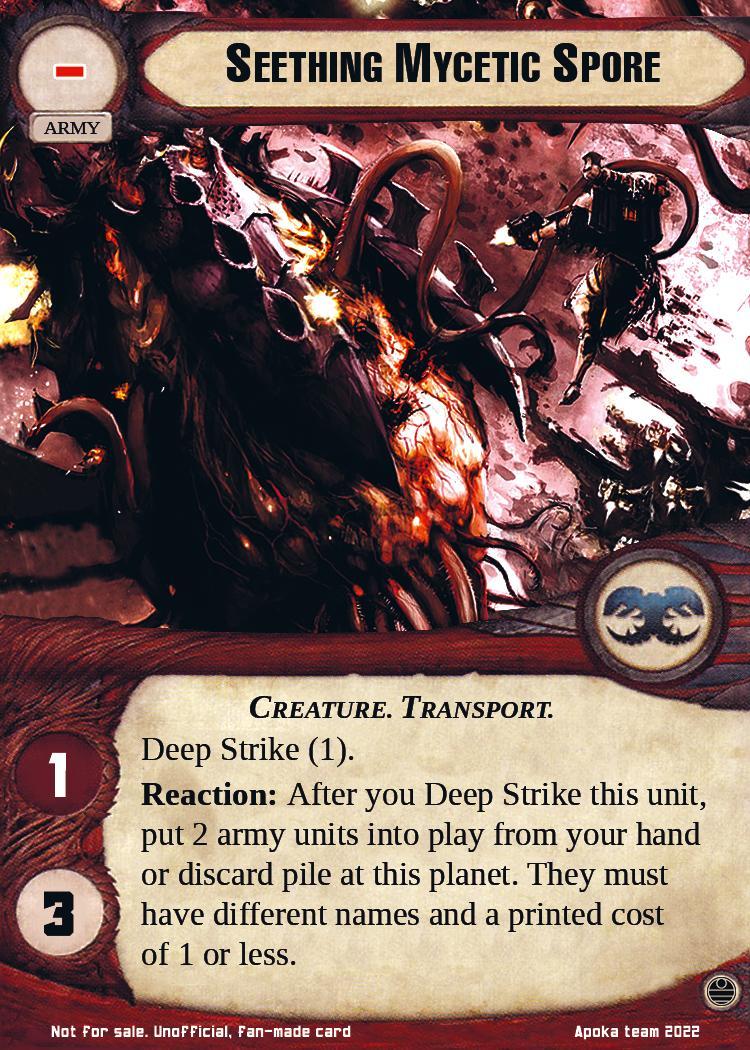 Seething Mycetic Spore
-
ARMY
Creature. Transport.
Deep Strike (1).
1
Reaction: After you Deep Strike this unit,
put 2 army units into play from your hand
or discard pile at this planet. They must
3
have different names and a printed cost
of 1 or less.
Not for sale. Unofficial, fan-made card
Apoka team 2022